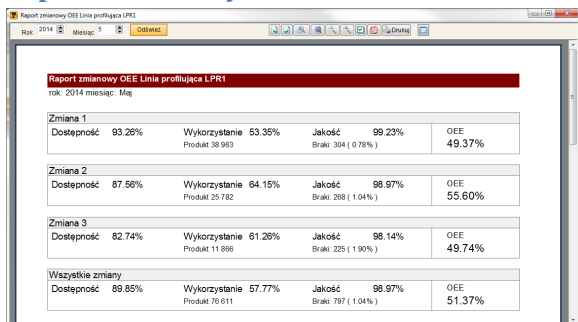 Raport zmianowy OEE Linia profilująca LPR1
Rok 2014 Miesiąc 5 Odśwież Drukuj
Raport zmianowy OEE Linia profilująca LPR1
rok: 2014 miesiąc: Maj
Zmiana 1
Dostępność 93.26% Wykorzystanie 53.35% Jakość 99.23% OEE
Produkt 38 963 Braki: 304 ( 0.78% ) 49.37%
Zmiana 2
Dostępność 87.56% Wykorzystanie 64.15% Jakość 98.97% OEE
Produkt 25 782 Braki: 268 ( 1.04% ) 55.60%
Zmiana 3
Dostępność 82.74% Wykorzystanie 61.26% Jakość 98.14% OEE
Produkt 11 866 Braki: 225 ( 1.90% ) 49.74%
Wszystkie zmiany
Dostępność 89.85% Wykorzystanie 57.77% Jakość 98.97% OEE
Produkt 76 611 Braki: 797 ( 1.04% ) 51.37%